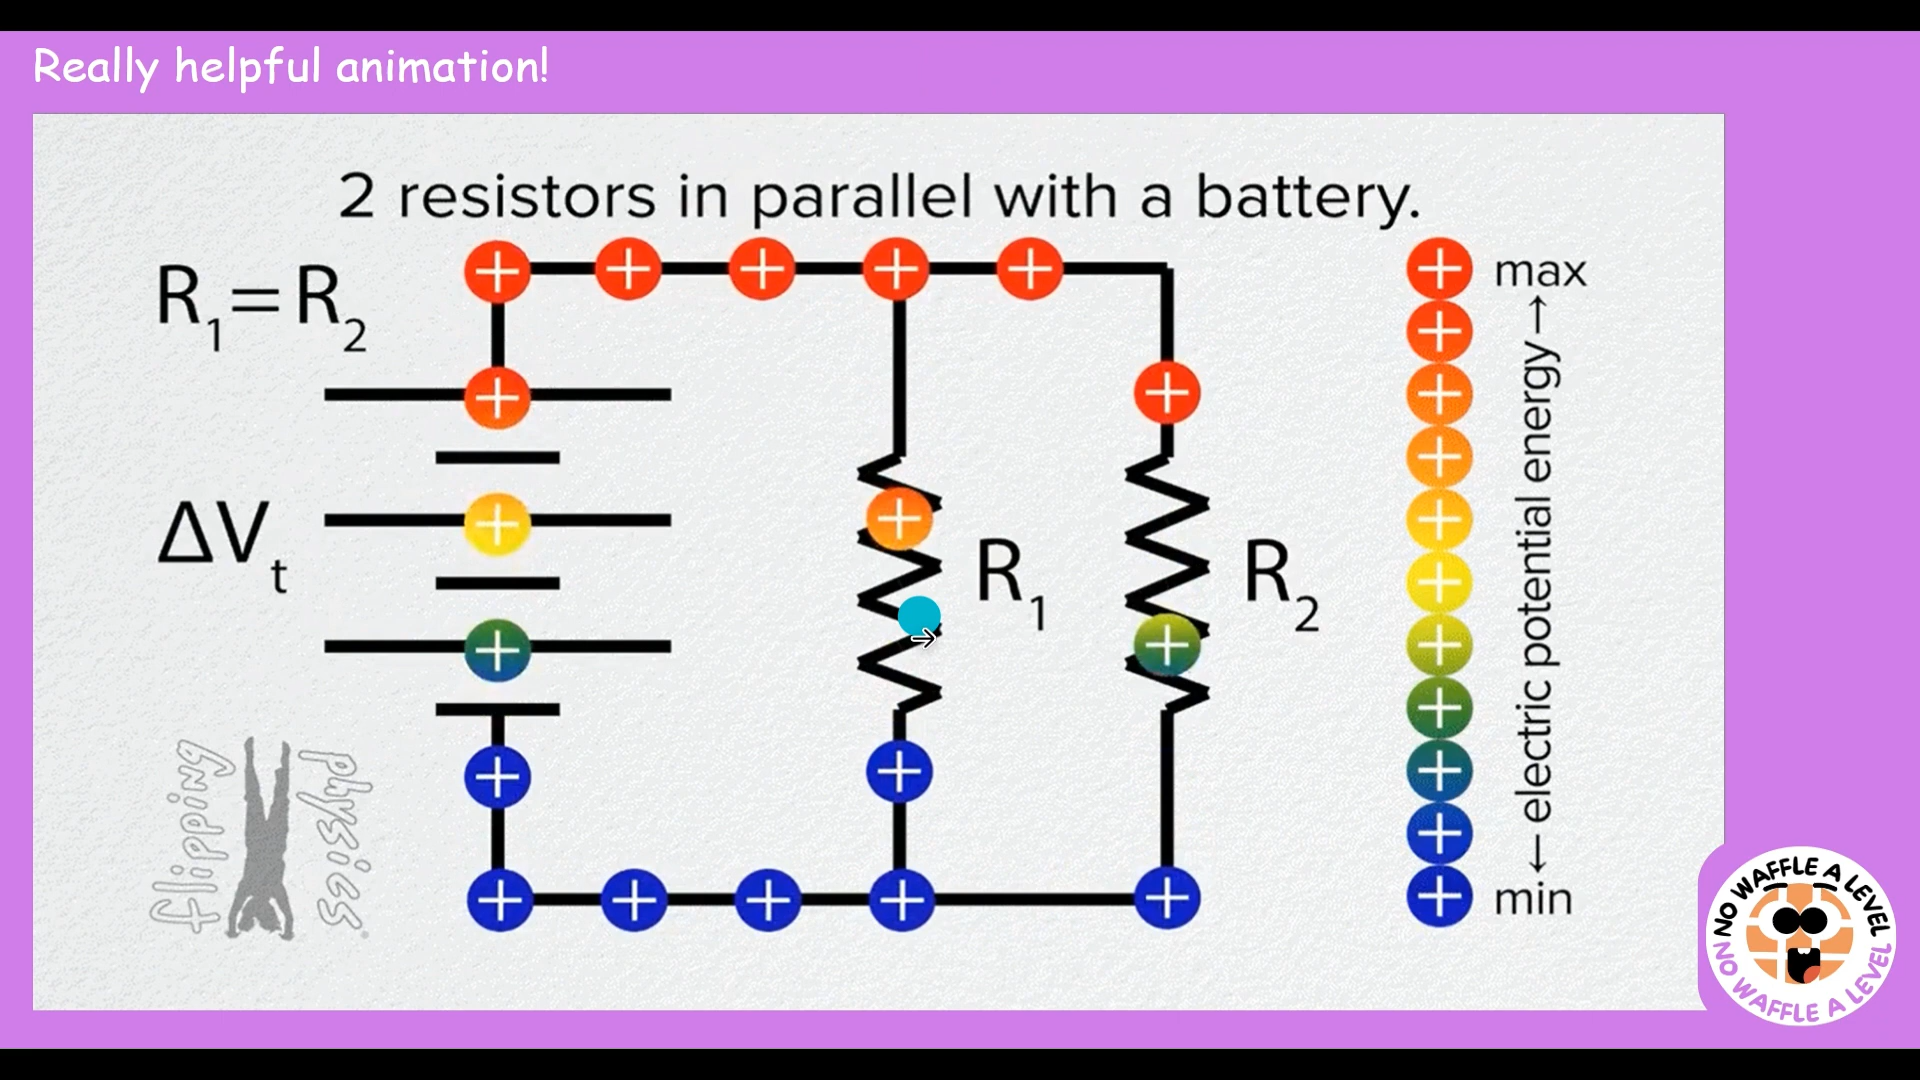 Really helpful animation!
2 resistors in parallel with a battery.
R₁=R₂
ΔVₜ
R₁
R₂
max
←electric potential energy→
min
flipping
physics
NO WAFFLE A LEVEL
NO WAFFLE A LEVEL